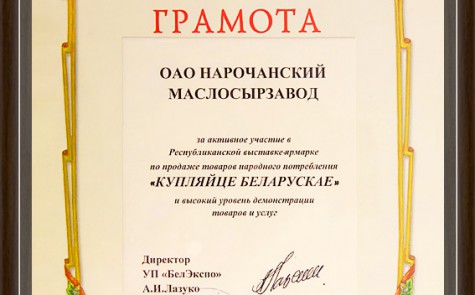 ГРАМОТА
ОАО НАРОЧАНСКИЙ
МАСЛОСЫРЗАВОД
за активное участие в
Республиканской выставке-ярмарке
по продаже товаров народного потребления
«КУПЛЯЙЦЕ БЕЛАРУСКАЕ»
и высокий уровень демонстрации
товаров и услуг
Директор
УП «БелЭкспо»
А.И.Лазуко